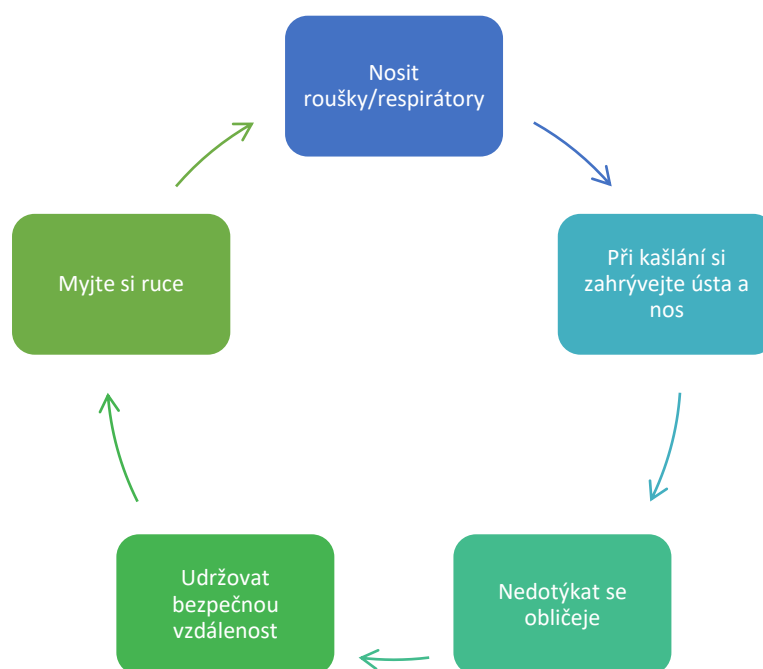 Nosit
roušky/respirátory
Při kašlání si
zahrývejte ústa a
nos
Nedotýkat se
obličeje
Udržovat
bezpečnou
vzdálenost
Myjte si ruce